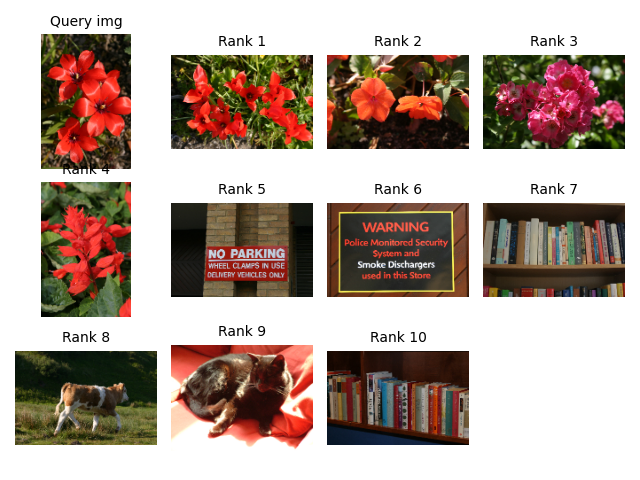 Query img
Rank 1
Rank 2
Rank 3
Rank 4
Rank 5
Rank 6
Rank 7
NO PARKING
WHEEL CLAMPS IN USE
DELIVERY VEHICLES ONLY
WARNING
Police Monitored Security
System and
Smoke Dischargers
used in this Store
Rank 8
Rank 9
Rank 10